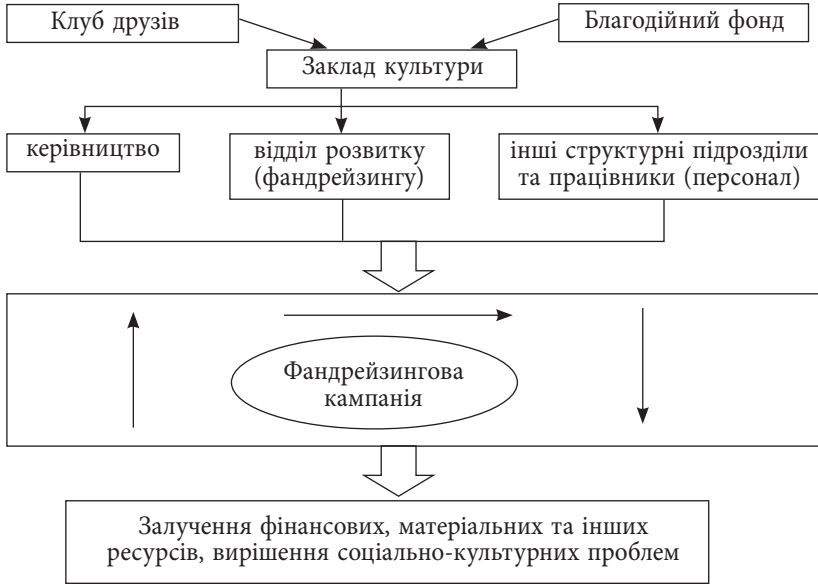 Клуб друзів
Благодійний фонд
Заклад культури
керівництво
відділ розвитку
(фандрейзингу)
інші структурні підрозділи
та працівники (персонал)
Фандрейзингова
кампанія
Залучення фінансових, матеріальних та інших
ресурсів, вирішення соціально-культурних проблем